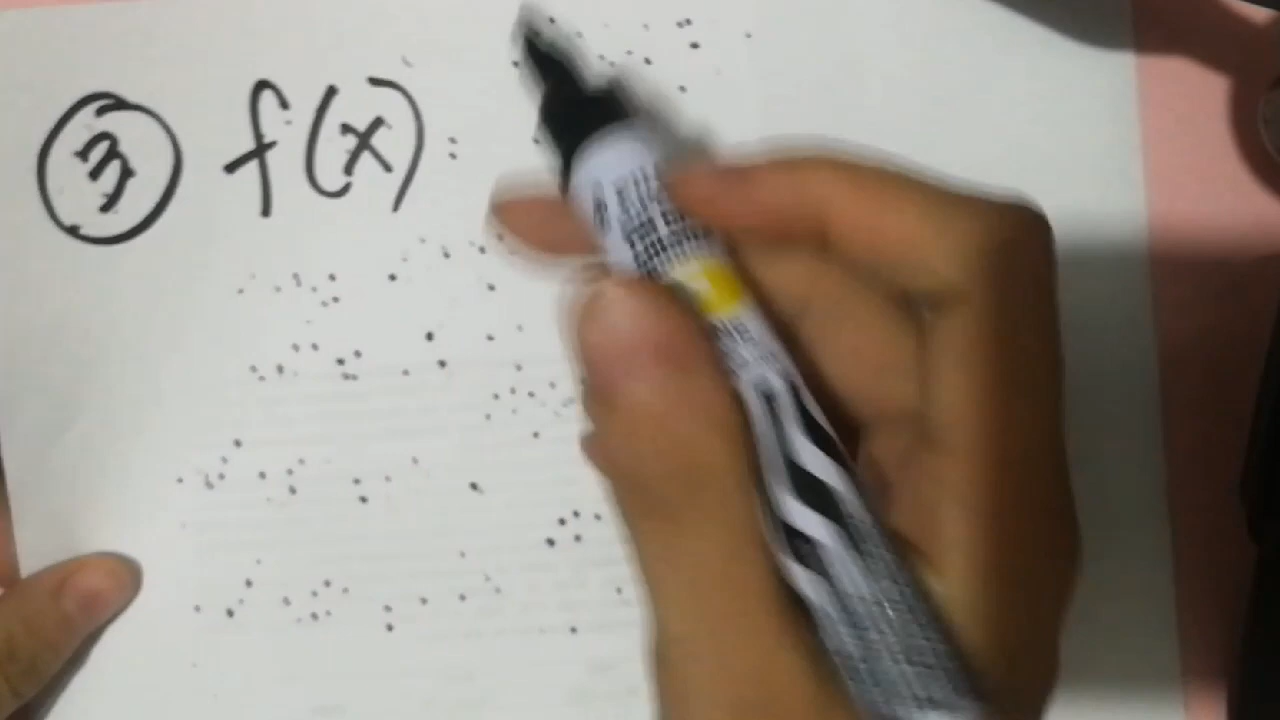 ③ f(x) :